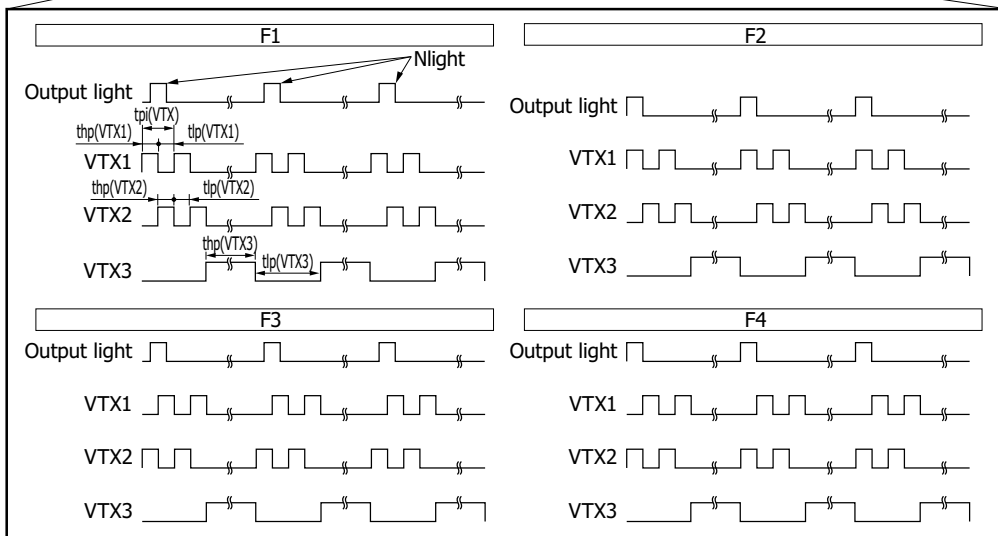 F1
Nlight
Output light
tpi(VTX)
thp(VTX1) tlp(VTX1)
VTX1
thp(VTX2) tlp(VTX2)
VTX2
thp(VTX3)
tlp(VTX3)
VTX3
F2
Output light
VTX1
VTX2
VTX3
F3
Output light
VTX1
VTX2
VTX3
F4
Output light
VTX1
VTX2
VTX3